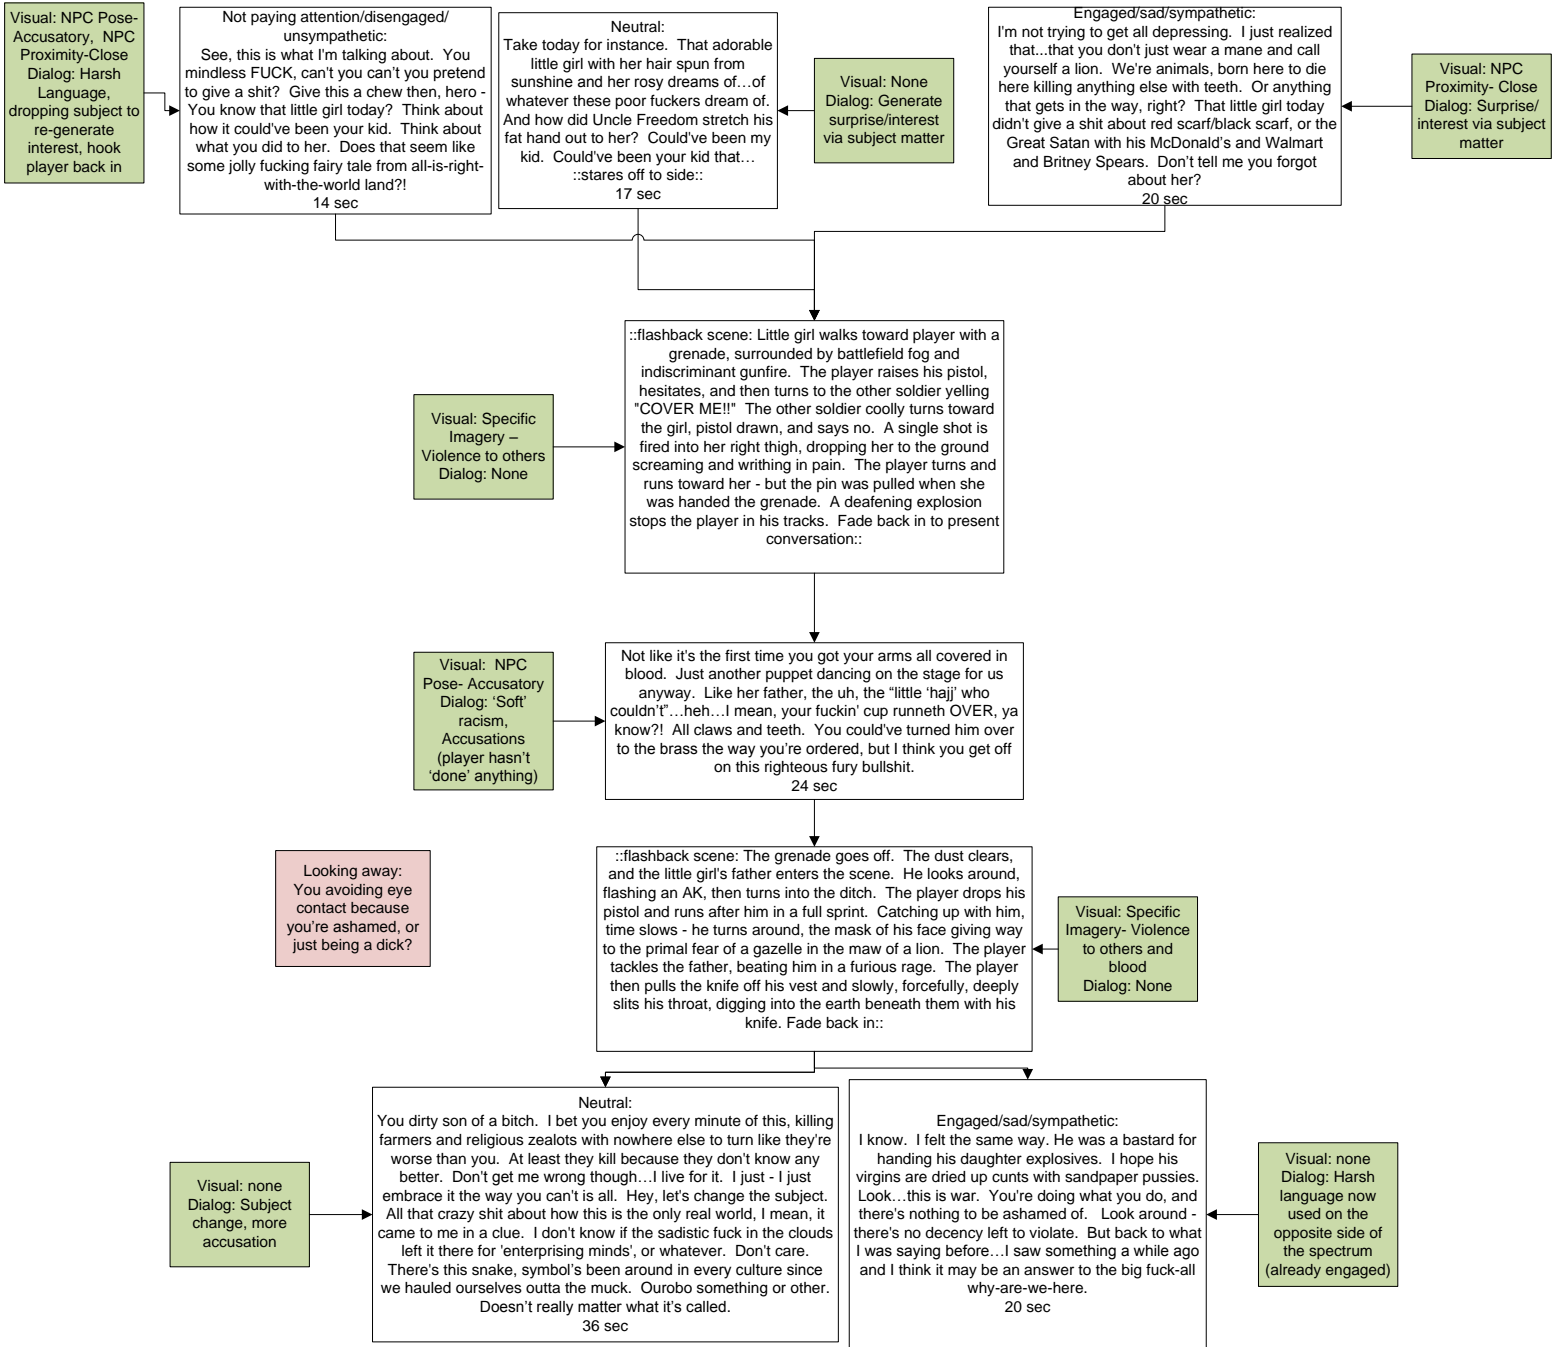 Visual: NPC Pose-
Accusatory,  NPC
Proximity-Close
Dialog: Harsh
Language,
dropping subject to
re-generate
interest, hook
player back in
Not paying attention/disengaged/
unsympathetic:
See, this is what I'm talking about.  You
mindless FUCK, can't you can't you pretend
to give a shit?  Give this a chew then, hero -
You know that little girl today?  Think about
how it could've been your kid.  Think about
what you did to her.  Does that seem like
some jolly fucking fairy tale from all-is-right-
with-the-world land?!
14 sec
Neutral:
Take today for instance.  That adorable
little girl with her hair spun from
sunshine and her rosy dreams of…of
whatever these poor fuckers dream of.
And how did Uncle Freedom stretch his
fat hand out to her?  Could've been my
kid.  Could've been your kid that…
::stares off to side::
17 sec
Visual: None
Dialog: Generate
surprise/interest
via subject matter
Engaged/sad/sympathetic:
I'm not trying to get all depressing.  I just realized
that...that you don't just wear a mane and call
yourself a lion.  We're animals, born here to die
here killing anything else with teeth.  Or anything
that gets in the way, right?  That little girl today
didn't give a shit about red scarf/black scarf, or the
Great Satan with his McDonald's and Walmart
and Britney Spears.  Don't tell me you forgot
about her?
20 sec
Visual: NPC
Proximity- Close
Dialog: Surprise/
interest via subject
matter
::flashback scene: Little girl walks toward player with a
grenade, surrounded by battlefield fog and
indiscriminant gunfire.  The player raises his pistol,
hesitates, and then turns to the other soldier yelling
"COVER ME!!"  The other soldier coolly turns toward
the girl, pistol drawn, and says no.  A single shot is
fired into her right thigh, dropping her to the ground
screaming and writhing in pain.  The player turns and
runs toward her - but the pin was pulled when she
was handed the grenade.  A deafening explosion
stops the player in his tracks.  Fade back in to present
conversation::
Visual: Specific
Imagery –
Violence to others
Dialog: None
Not like it's the first time you got your arms all covered in
blood.  Just another puppet dancing on the stage for us
anyway.  Like her father, the uh, the "little 'hajj' who
couldn't"…heh…I mean, your fuckin' cup runneth OVER, ya
know?!  All claws and teeth.  You could've turned him over
to the brass the way you're ordered, but I think you get off
on this righteous fury bullshit.
24 sec
Visual:  NPC
Pose- Accusatory
Dialog: 'Soft'
racism,
Accusations
(player hasn't
'done' anything)
Looking away:
You avoiding eye
contact because
you're ashamed, or
just being a dick?
::flashback scene: The grenade goes off.  The dust clears,
and the little girl's father enters the scene.  He looks around,
flashing an AK, then turns into the ditch.  The player drops his
pistol and runs after him in a full sprint.  Catching up with him,
time slows - he turns around, the mask of his face giving way
to the primal fear of a gazelle in the maw of a lion.  The player
tackles the father, beating him in a furious rage.  The player
then pulls the knife off his vest and slowly, forcefully, deeply
slits his throat, digging into the earth beneath them with his
knife. Fade back in::
Visual: Specific
Imagery- Violence
to others and
blood
Dialog: None
Neutral:
You dirty son of a bitch.  I bet you enjoy every minute of this, killing
farmers and religious zealots with nowhere else to turn like they're
worse than you.  At least they kill because they don't know any
better.  Don't get me wrong though…I live for it.  I just - I just
embrace it the way you can't is all.  Hey, let's change the subject.
All that crazy shit about how this is the only real world, I mean, it
came to me in a clue.  I don't know if the sadistic fuck in the clouds
left it there for 'enterprising minds', or whatever.  Don't care.
There's this snake, symbol's been around in every culture since
we hauled ourselves outta the muck.  Ourobo something or other.
Doesn't really matter what it's called.
36 sec
Visual: none
Dialog: Subject
change, more
accusation
Engaged/sad/sympathetic:
I know.  I felt the same way. He was a bastard for
handing his daughter explosives.  I hope his
virgins are dried up cunts with sandpaper pussies.
Look…this is war.  You're doing what you do, and
there's nothing to be ashamed of.   Look around -
there's no decency left to violate.  But back to what
I was saying before…I saw something a while ago
and I think it may be an answer to the big fuck-all
why-are-we-here.
20 sec
Visual: none
Dialog: Harsh
language now
used on the
opposite side of
the spectrum
(already engaged)